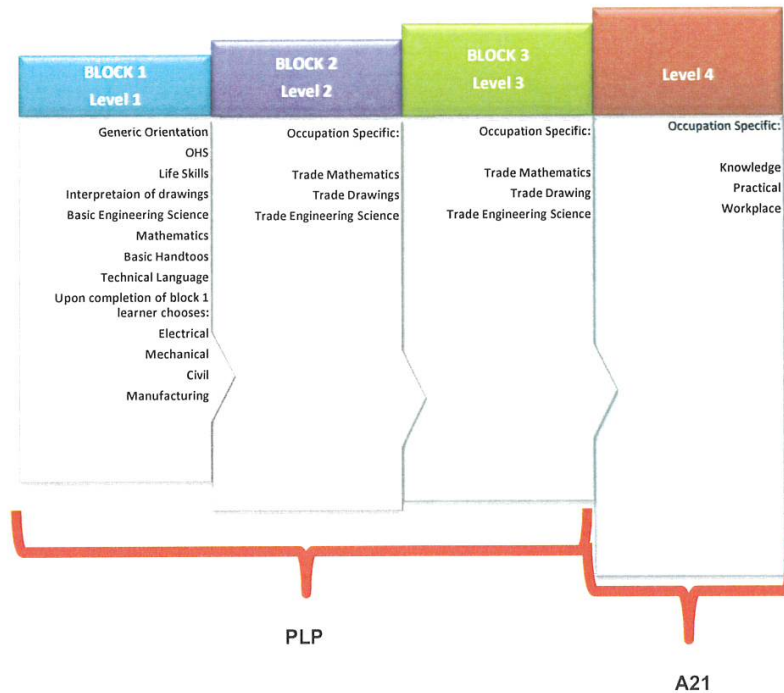 BLOCK 1
Level 1
Generic Orientation
OHS
Life Skills
Interpretaion of drawings
Basic Engineering Science
Mathematics
Basic Handtoos
Technical Language
Upon completion of block 1
learner chooses:
Electrical
Mechanical
Civil
Manufacturing
BLOCK 2
Level 2
Occupation Specific:
Trade Mathematics
Trade Drawings
Trade Engineering Science
BLOCK 3
Level 3
Occupation Specific:
Trade Mathematics
Trade Drawing
Trade Engineering Science
Level 4
Occupation Specific:
Knowledge
Practical
Workplace
PLP
A21